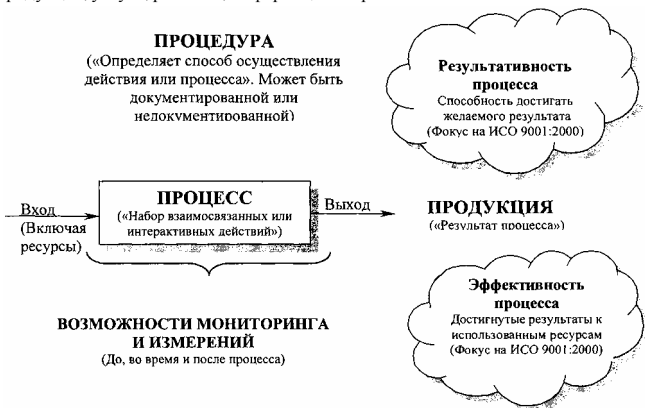 ПРОЦЕДУРА
(«Определяет способ осуществления
действия или процесса». Может быть
документированной или
недокументированной)
Результативность
процесса
Способность достигать
желаемого результата
(Фокус на ИСО 9001:2000)
Вход
(Включая
ресурсы)
ПРОЦЕСС
(«Набор взаимосвязанных или
интерактивных действий»)
Выход
ПРОДУКЦИЯ
(«Результат процесса»)
ВОЗМОЖНОСТИ МОНИТОРИНГА
И ИЗМЕРЕНИЙ
(До, во время и после процесса)
Эффективность
процесса
Достигнутые результаты к
использованным ресурсам
(Фокус на ИСО 9001:2000)